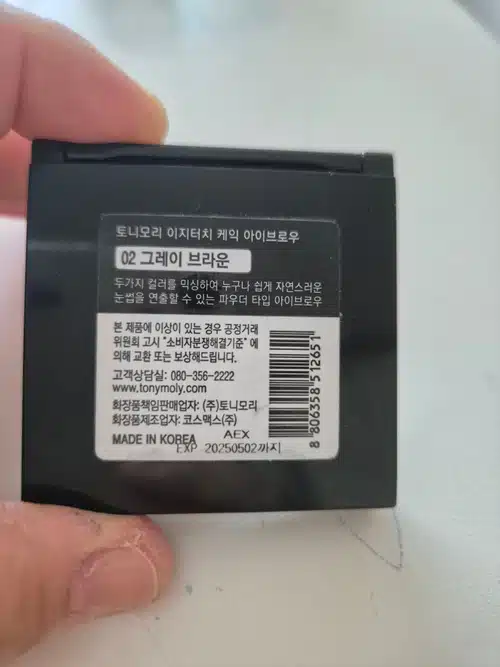 토니모리 이지터치 케익 아이브로우
02 그레이 브라운
두가지 컬러를 믹싱하여 누구나 쉽게 자연스러운
눈썹을 연출할 수 있는 파우더 타입 아이브로우
본 제품에 이상이 있는 경우 공정거래
위원회 고시 "소비자분쟁해결기준" 에
의해 교환 또는 보상해드립니다.
고객상담실: 080-356-2222
www.tonymoly.com
화장품책임판매업자: (주)토니모리
화장품제조업자: 코스맥스(주)
MADE IN KOREA
AEX
EXP 20250502까지
8 806358 512651